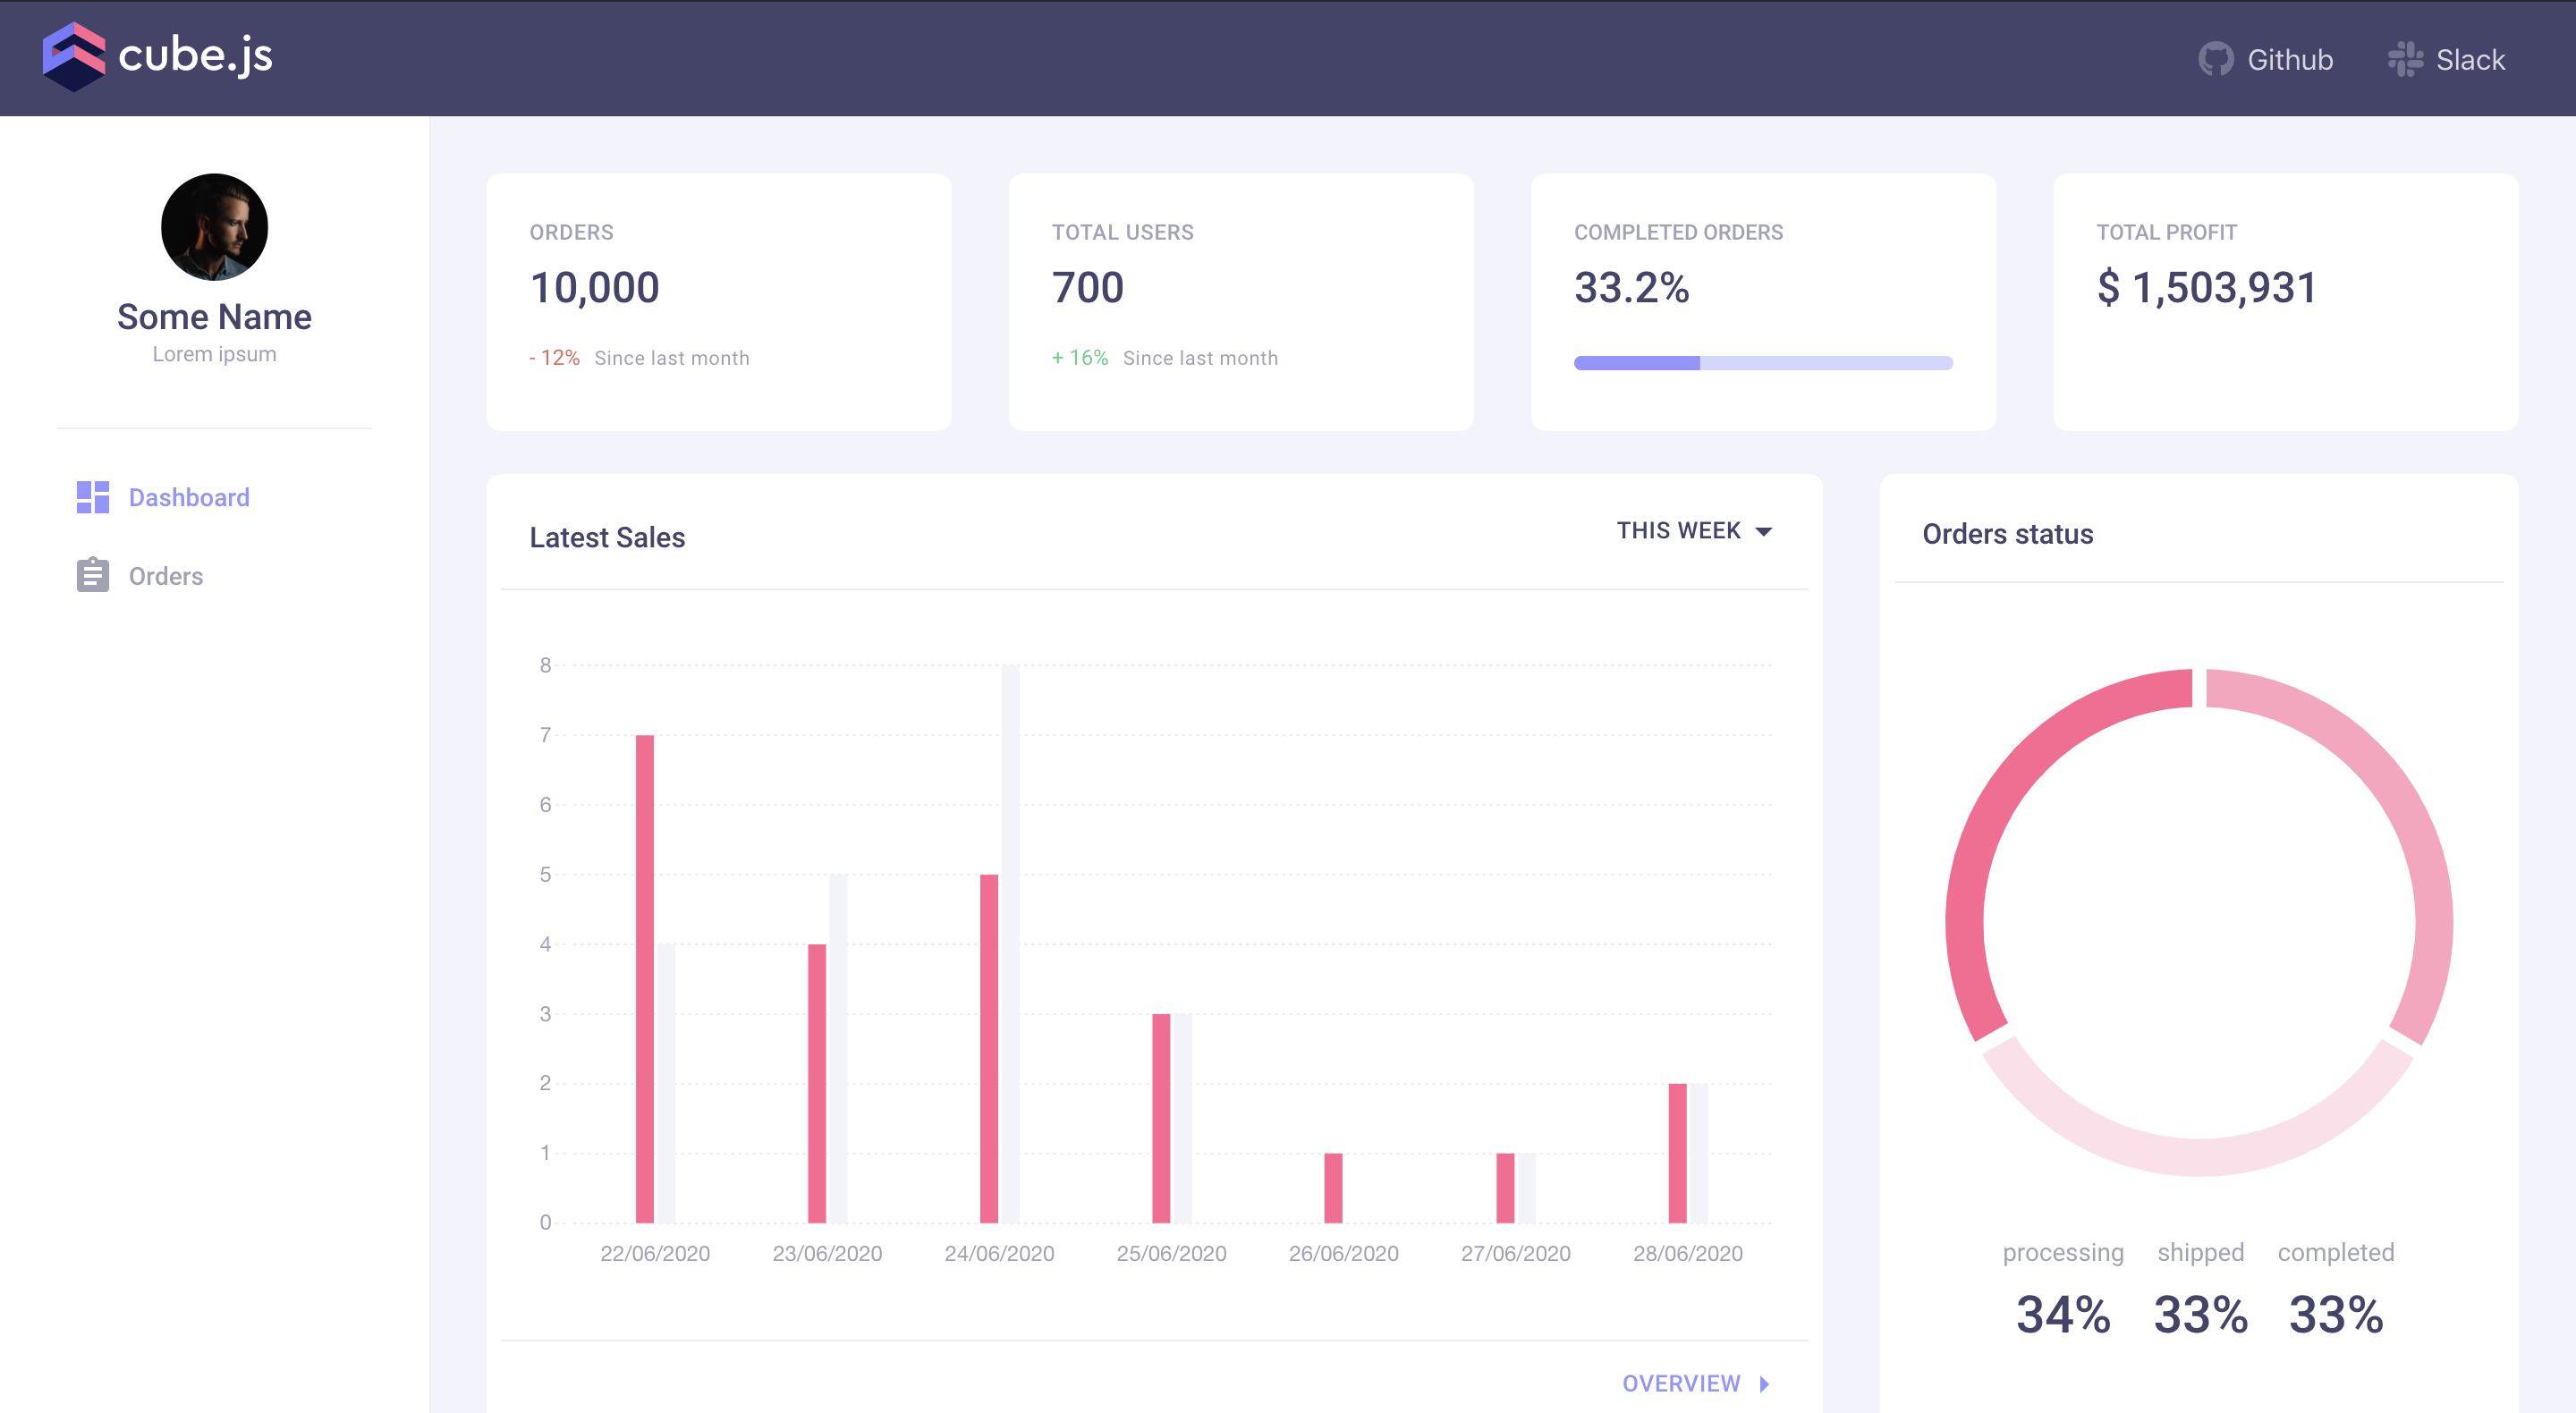 cube.js
Github
Slack
Some Name
Lorem ipsum
Dashboard
Orders
ORDERS
10,000
- 12% Since last month
TOTAL USERS
700
+ 16% Since last month
COMPLETED ORDERS
33.2%
TOTAL PROFIT
$ 1,503,931
Latest Sales
THIS WEEK
8
7
6
5
4
3
2
1
0
22/06/2020 23/06/2020 24/06/2020 25/06/2020 26/06/2020 27/06/2020 28/06/2020
OVERVIEW
Orders status
processing shipped completed
34% 33% 33%